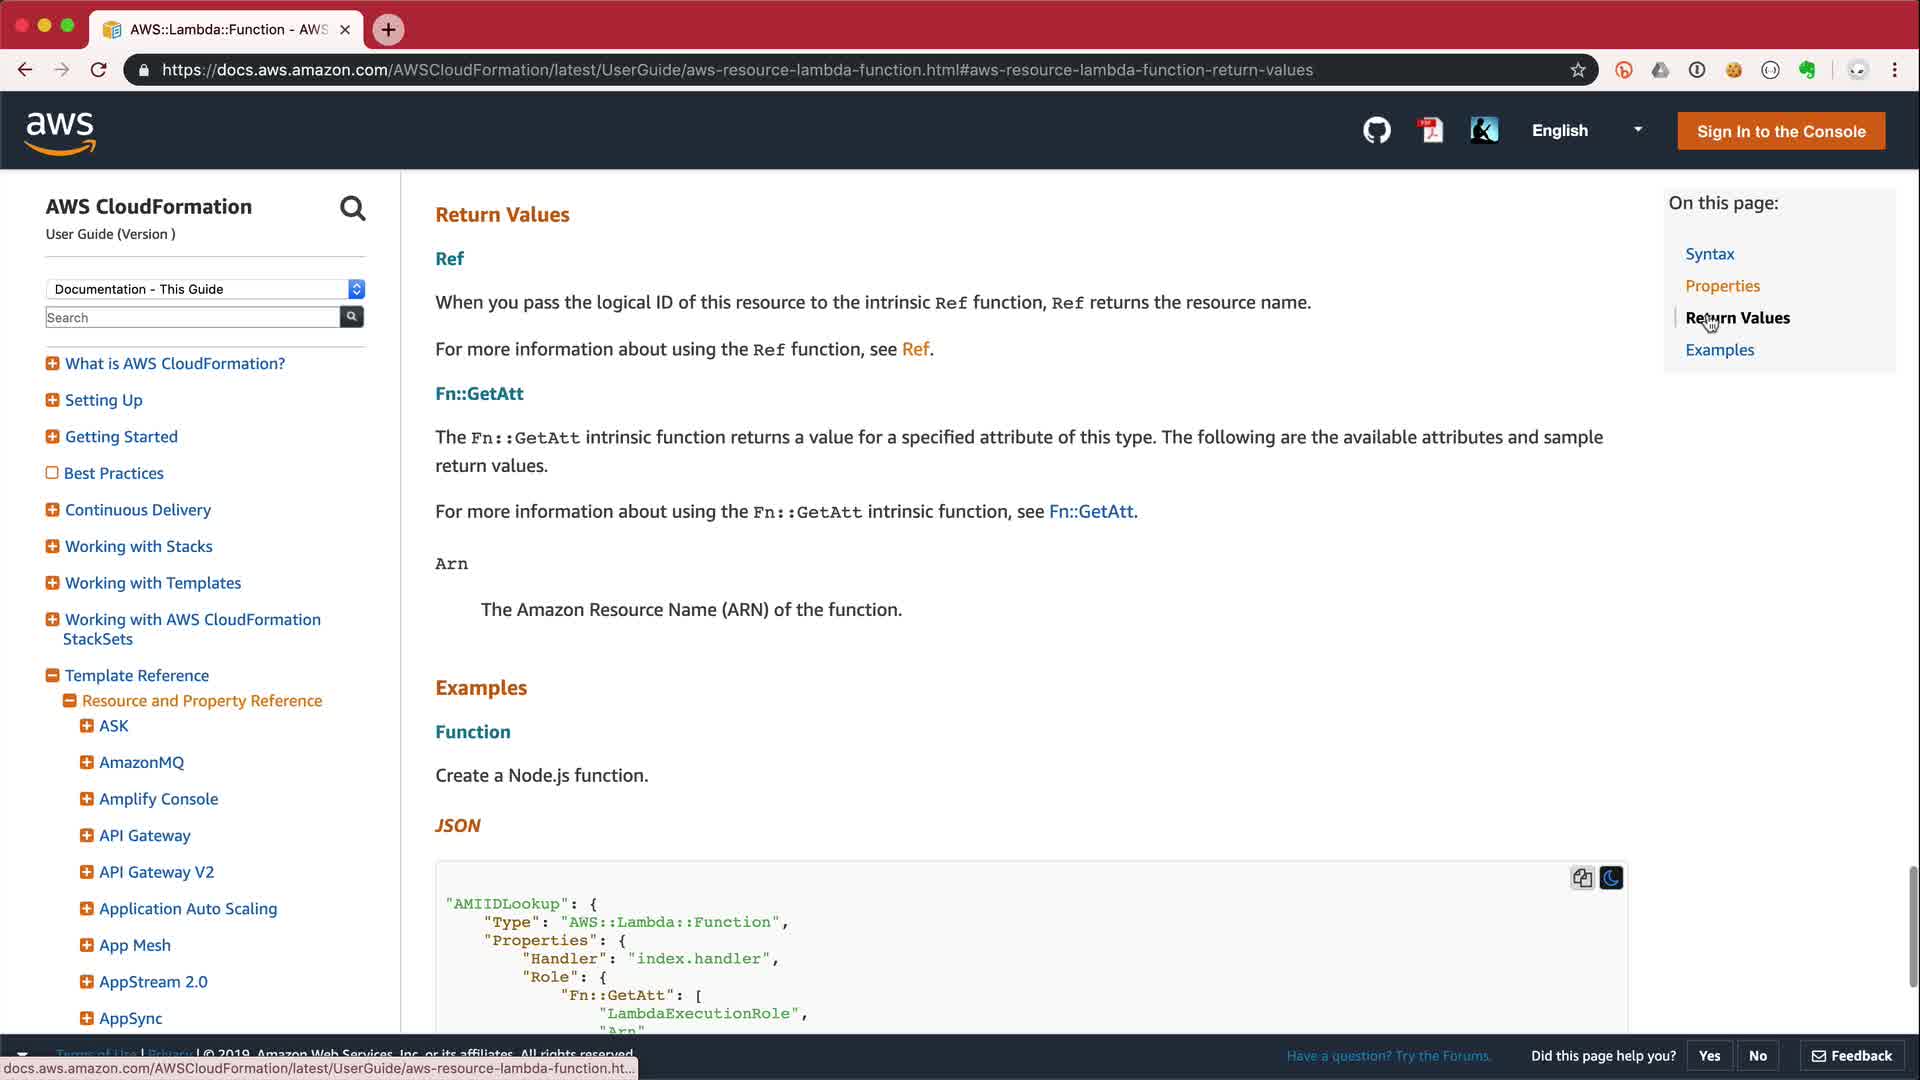 AWS::Lambda::Function - AWS
https://docs.aws.amazon.com/AWSCloudFormation/latest/UserGuide/aws-resource-lambda-function.html#aws-resource-lambda-function-return-values
aws
English
Sign In to the Console
AWS CloudFormation
User Guide (Version )
Documentation - This Guide
Search
What is AWS CloudFormation?
Setting Up
Getting Started
Best Practices
Continuous Delivery
Working with Stacks
Working with Templates
Working with AWS CloudFormation
StackSets
Template Reference
Resource and Property Reference
ASK
AmazonMQ
Amplify Console
API Gateway
API Gateway V2
Application Auto Scaling
App Mesh
AppStream 2.0
AppSync
Return Values
Ref
When you pass the logical ID of this resource to the intrinsic Ref function, Ref returns the resource name.
For more information about using the Ref function, see Ref.
Fn::GetAtt
The Fn::GetAtt intrinsic function returns a value for a specified attribute of this type. The following are the available attributes and sample
return values.
For more information about using the Fn::GetAtt intrinsic function, see Fn::GetAtt.
Arn
The Amazon Resource Name (ARN) of the function.
Examples
Function
Create a Node.js function.
JSON
"AMIIDLookup": {
"Type": "AWS::Lambda::Function",
"Properties": {
"Handler": "index.handler",
"Role": {
"Fn::GetAtt": [
"LambdaExecutionRole",
"Arn"
On this page:
Syntax
Properties
Return Values
Examples
Terms of Use | Privacy | © 2019, Amazon Web Services, Inc. or its affiliates. All rights reserved.
Have a question? Try the Forums.
Did this page help you?
Yes
No
Feedback
docs.aws.amazon.com/AWSCloudFormation/latest/UserGuide/aws-resource-lambda-function.ht...